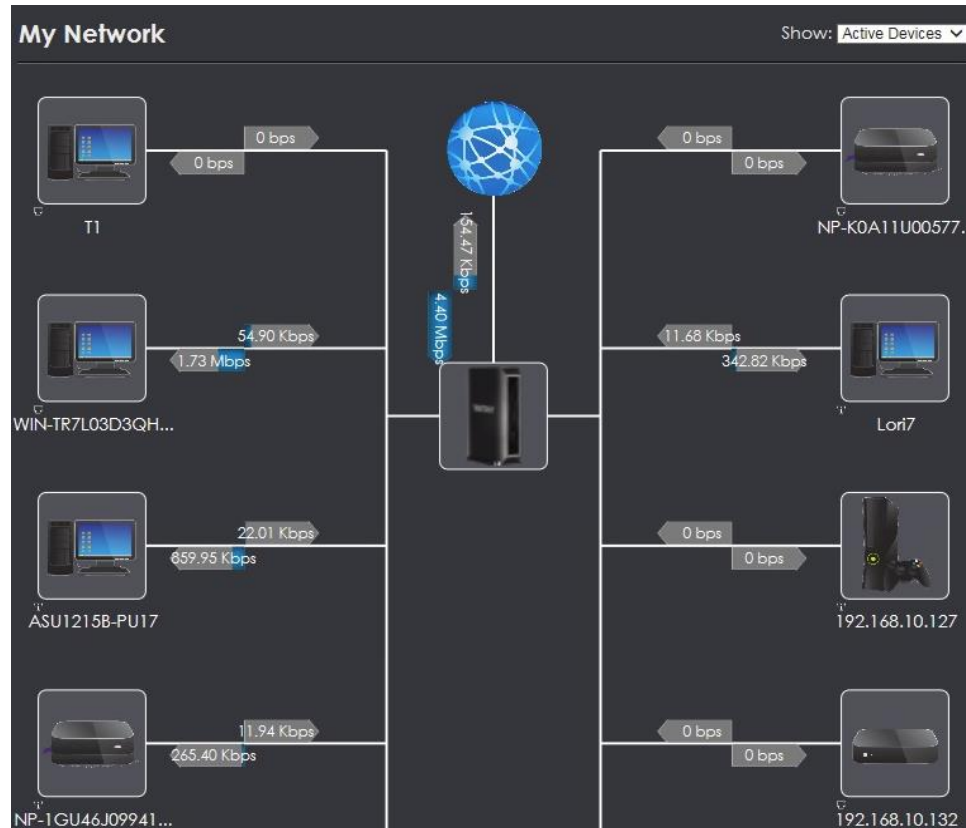 My Network
Show: Active Devices
0 bps
0 bps
T1
0 bps
0 bps
NP-K0A11U00577.
154.47 Kbps
4.40 Mbps
54.90 Kbps
1.73 Mbps
WIN-TR7L03D3QH...
11.68 Kbps
342.82 Kbps
Lori7
22.01 Kbps
859.95 Kbps
ASU1215B-PU17
0 bps
0 bps
192.168.10.127
11.94 Kbps
265.40 Kbps
NP-1GU46J09941...
0 bps
0 bps
192.168.10.132